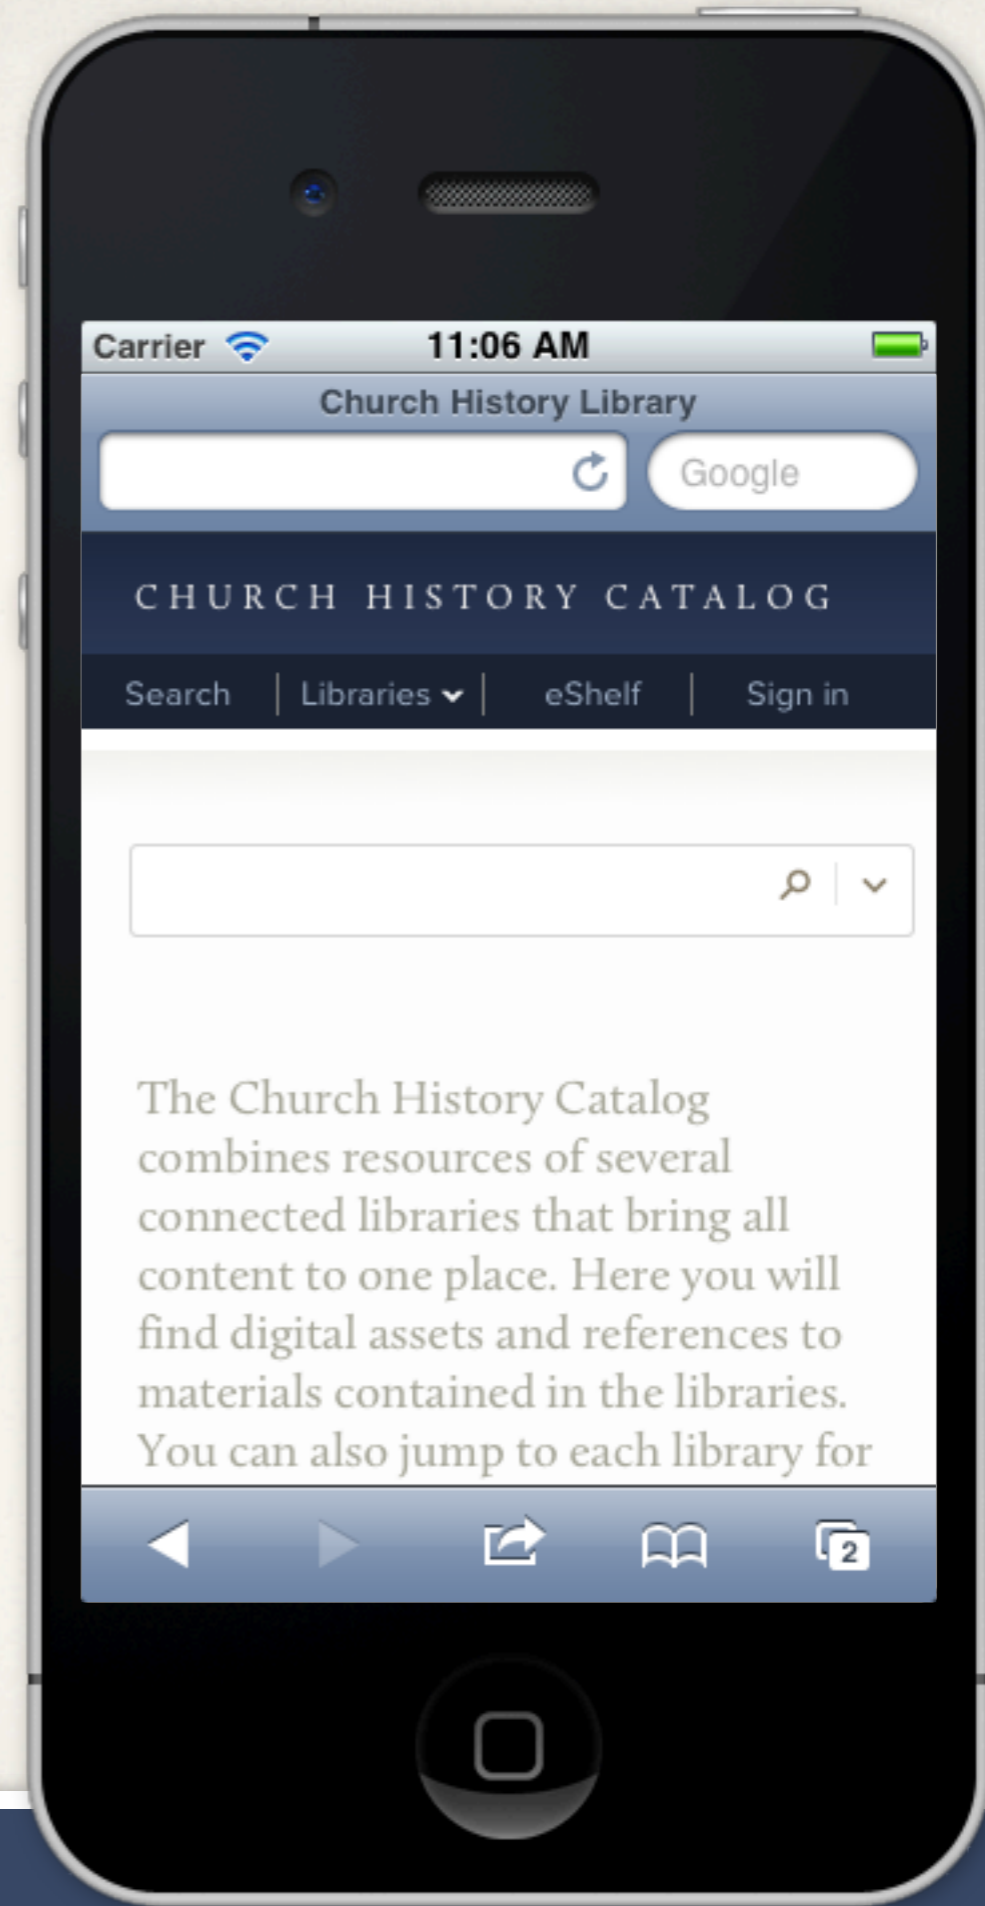 Carrier 11:06 AM
Church History Library
Google
CHURCH HISTORY CATALOG
Search Libraries eShelf Sign in
The Church History Catalog
combines resources of several
connected libraries that bring all
content to one place. Here you will
find digital assets and references to
materials contained in the libraries.
You can also jump to each library for
2